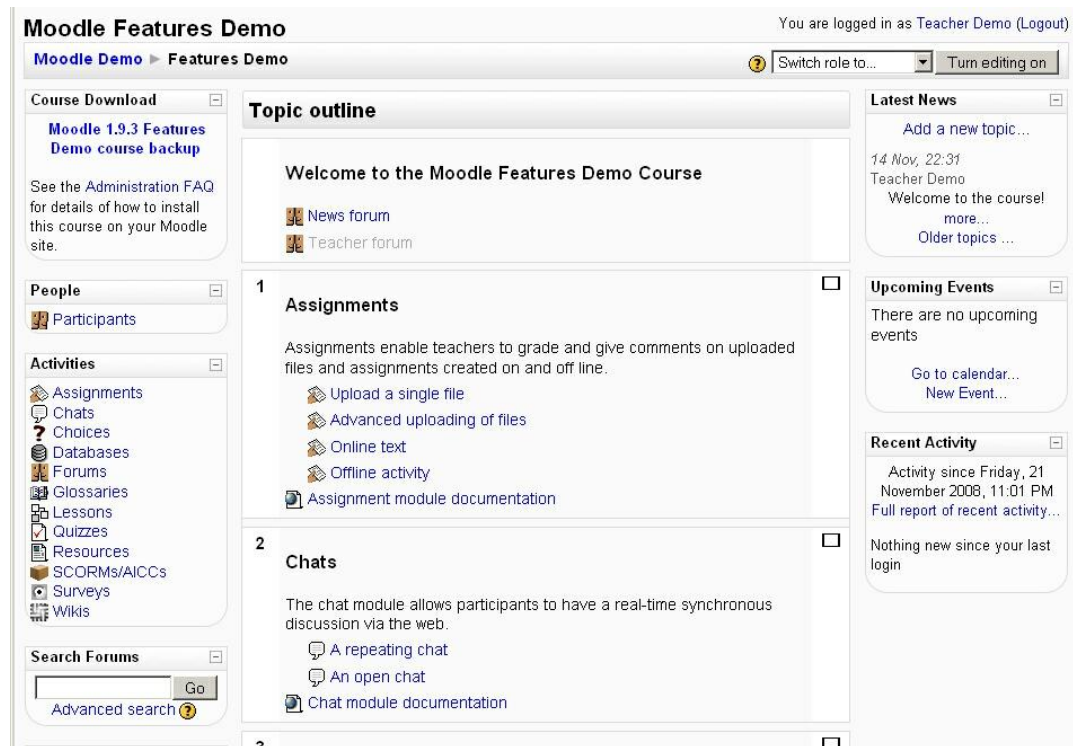 Moodle Features Demo
You are logged in as Teacher Demo (Logout)
Moodle Demo ► Features Demo
Switch role to...
Turn editing on
Course Download
Moodle 1.9.3 Features
Demo course backup
See the Administration FAQ
for details of how to install
this course on your Moodle
site.
People
Participants
Activities
Assignments
Chats
Choices
Databases
Forums
Glossaries
Lessons
Quizzes
Resources
SCORMs/AICCs
Surveys
Wikis
Search Forums
Go
Advanced search
Topic outline
Welcome to the Moodle Features Demo Course
News forum
Teacher forum
1
Assignments
Assignments enable teachers to grade and give comments on uploaded
files and assignments created on and off line.
Upload a single file
Advanced uploading of files
Online text
Offline activity
Assignment module documentation
2
Chats
The chat module allows participants to have a real-time synchronous
discussion via the web.
A repeating chat
An open chat
Chat module documentation
Latest News
Add a new topic...
14 Nov, 22:31
Teacher Demo
Welcome to the course!
more...
Older topics ...
Upcoming Events
There are no upcoming
events
Go to calendar...
New Event...
Recent Activity
Activity since Friday, 21
November 2008, 11:01 PM
Full report of recent activity...
Nothing new since your last
login